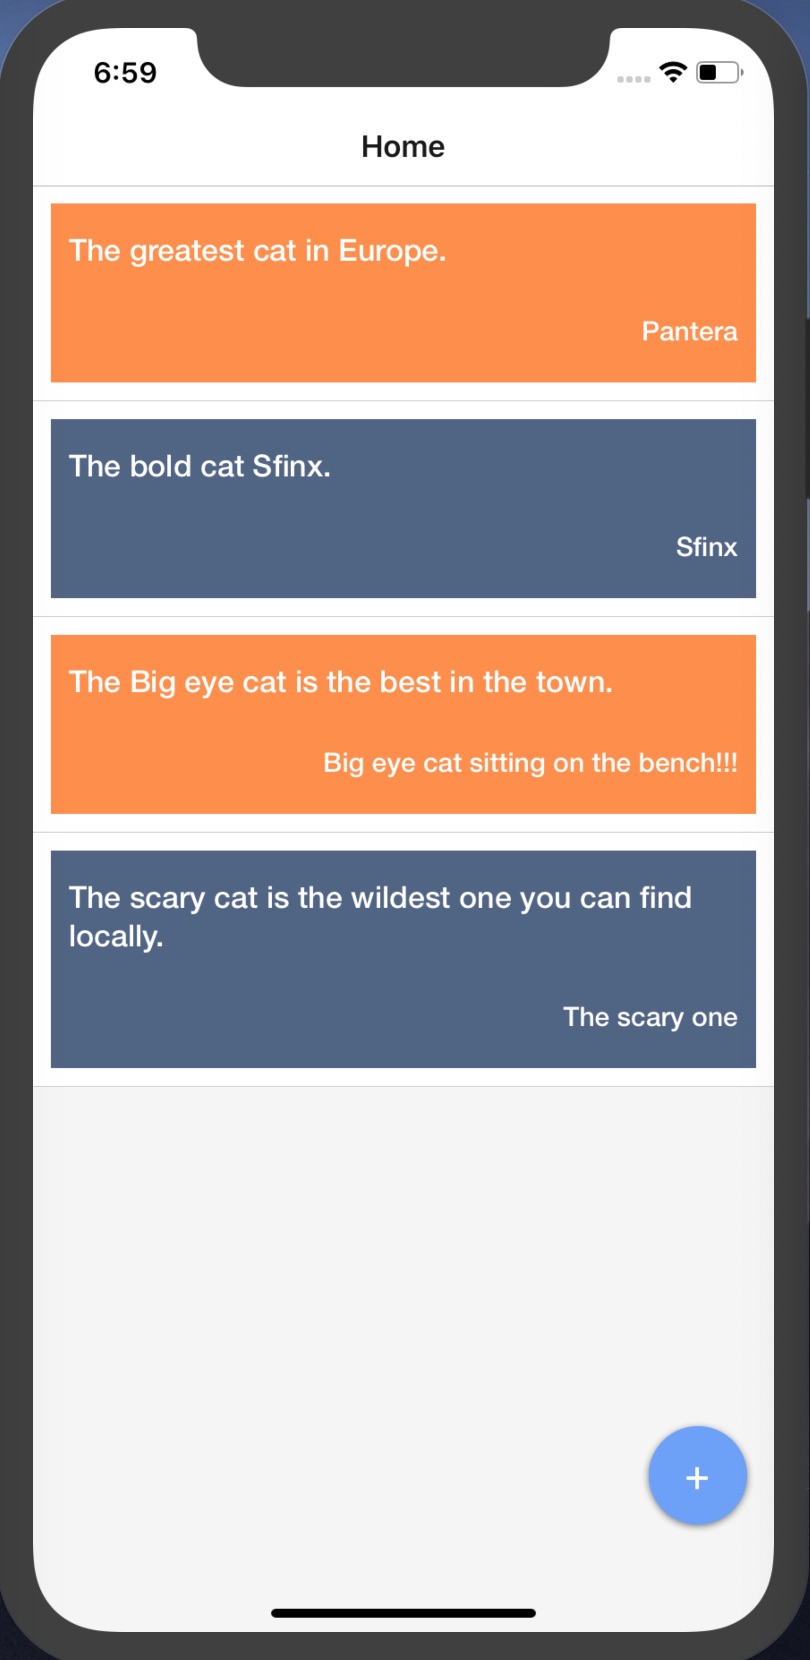 6:59
Home
The greatest cat in Europe.
Pantera
The bold cat Sfinx.
Sfinx
The Big eye cat is the best in the town.
Big eye cat sitting on the bench!!!
The scary cat is the wildest one you can find
locally.
The scary one
+